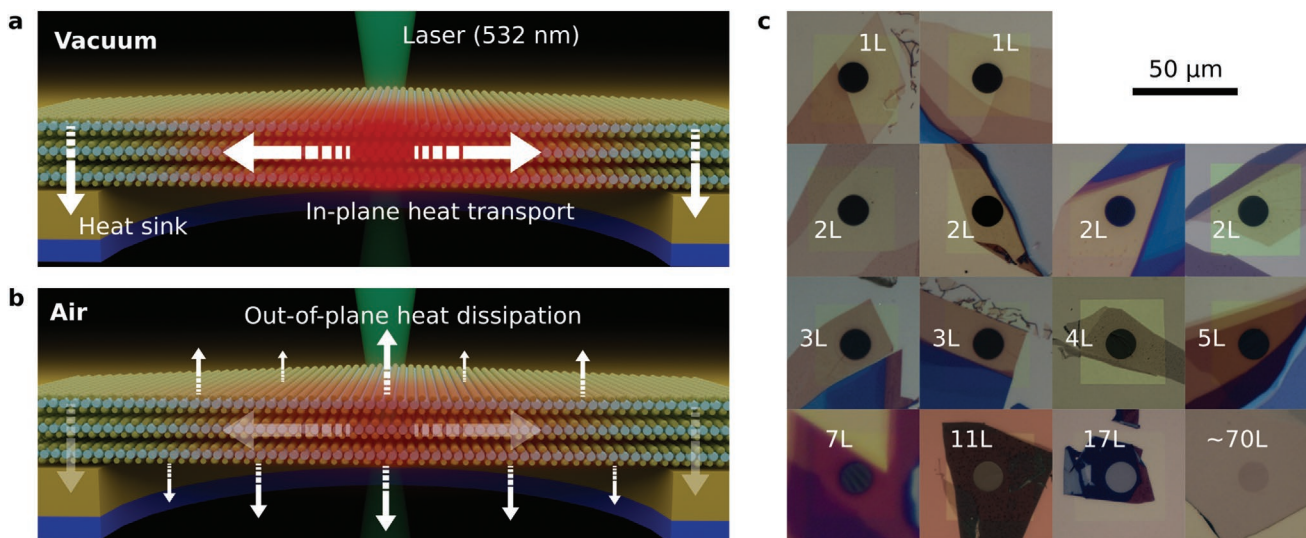 a
Vacuum
Laser (532 nm)
In-plane heat transport
Heat sink
b
Air
Out-of-plane heat dissipation
c
1L 1L
50 μm
2L 2L 2L 2L
3L 3L 4L 5L
7L 11L 17L ~70L